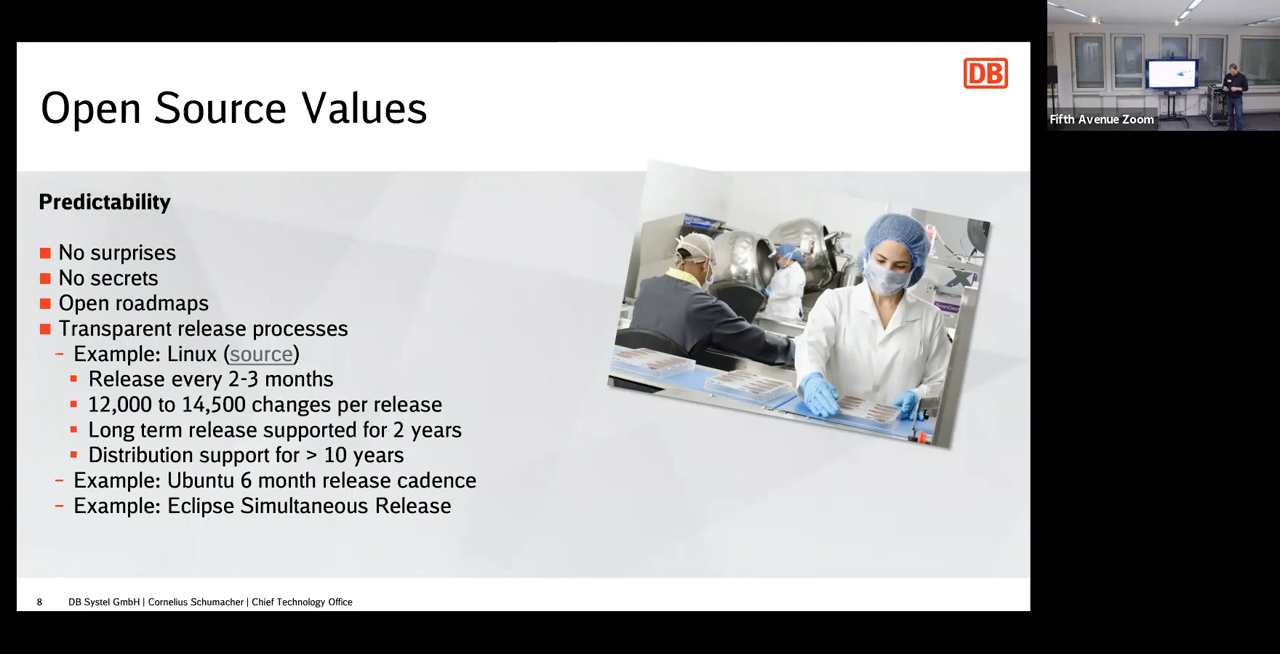 DB
Open Source Values
Predictability
No surprises
No secrets
Open roadmaps
Transparent release processes
– Example: Linux (source)
Release every 2-3 months
12,000 to 14,500 changes per release
Long term release supported for 2 years
Distribution support for > 10 years
– Example: Ubuntu 6 month release cadence
– Example: Eclipse Simultaneous Release
8 DB Systel GmbH | Cornelius Schumacher | Chief Technology Office
Fifth Avenue Zoom